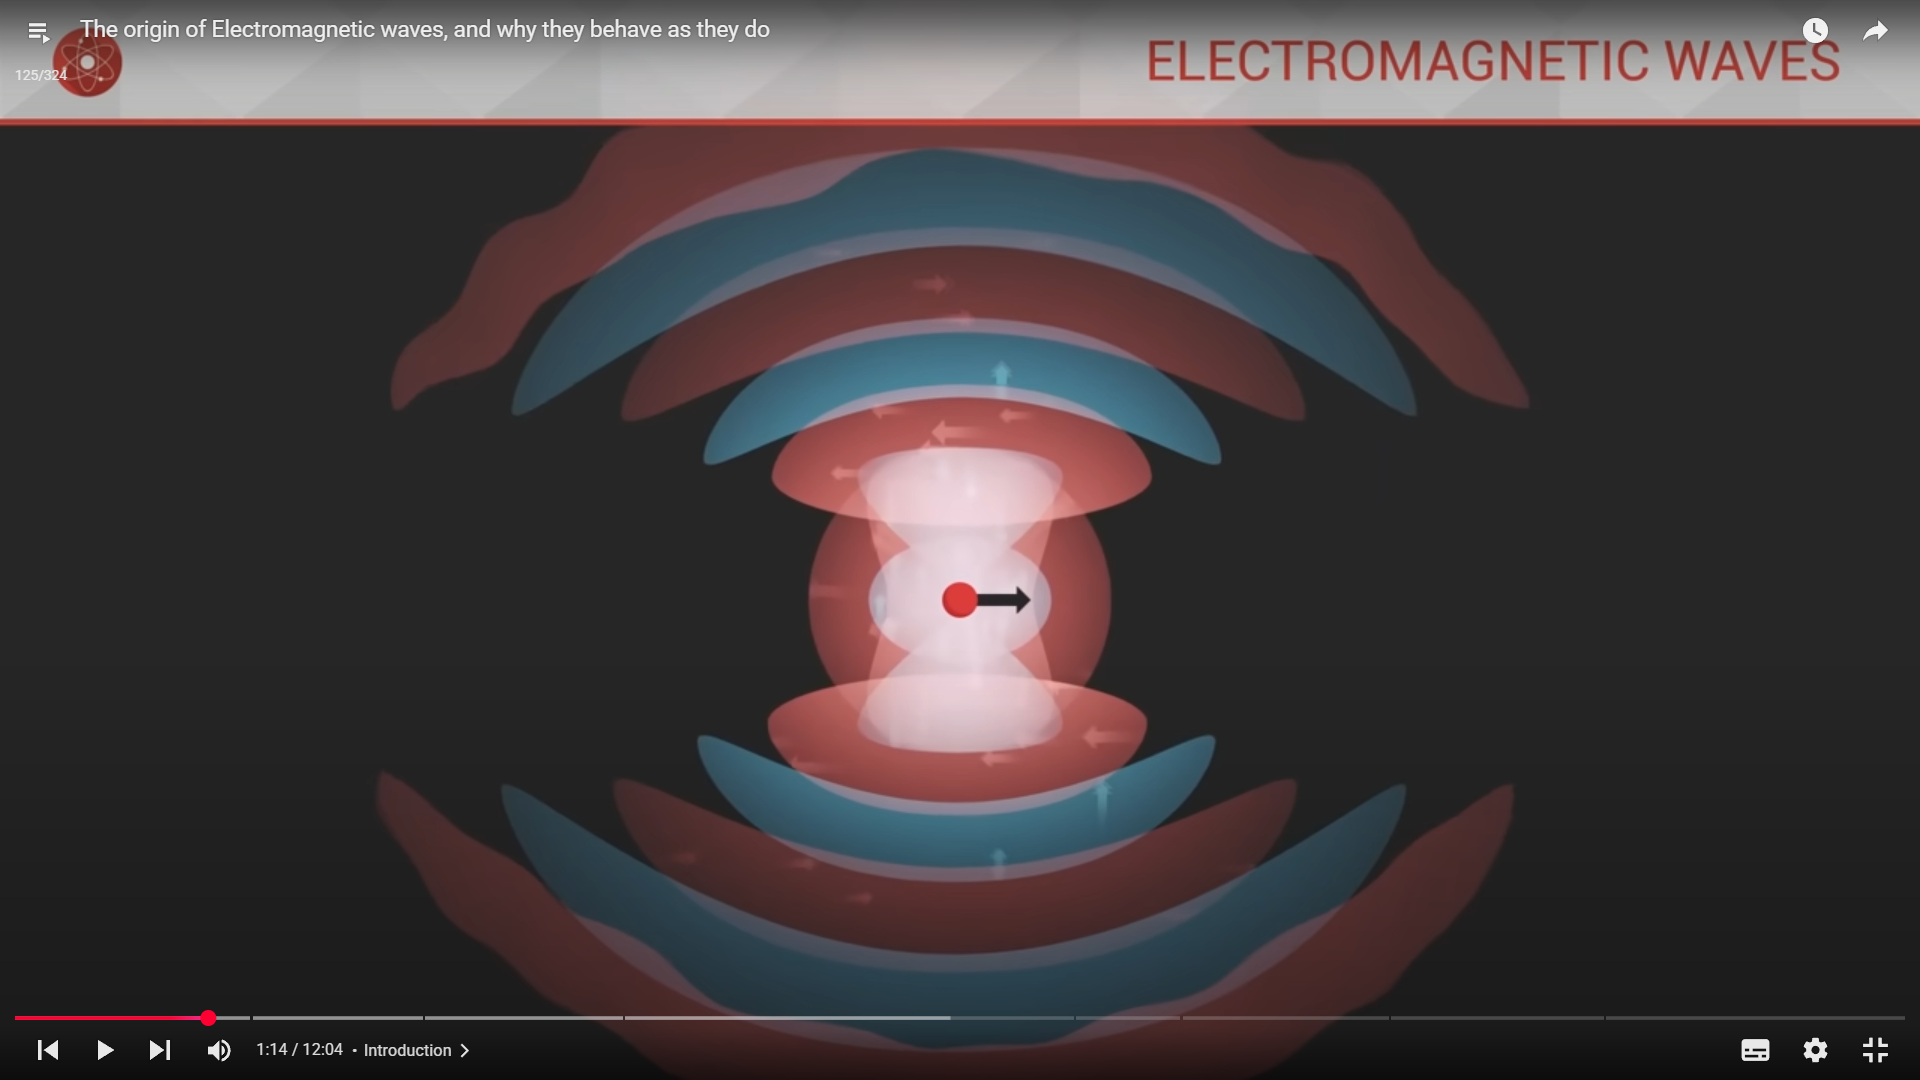 The origin of Electromagnetic waves, and why they behave as they do
ELECTROMAGNETIC WAVES
125/324
1:14 / 12:04 • Introduction